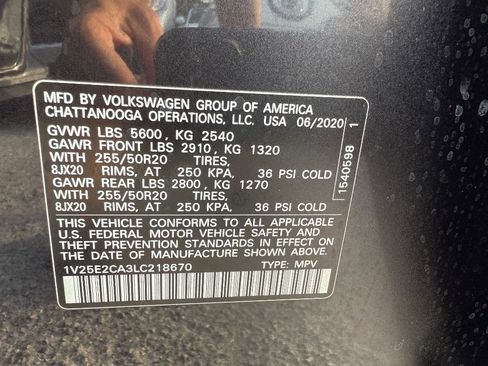 MFD BY VOLKSWAGEN GROUP OF AMERICA
CHATTANOOGA OPERATIONS, LLC. USA 06/2020
GVWR LBS 5600, KG 2540
GAWR FRONT LBS 2910, KG 1320
WITH 255/50R20 TIRES,
8JX20 RIMS, AT 250 KPA, 36 PSI COLD
GAWR REAR LBS 2800, KG 1270
WITH 255/50R20 TIRES,
8JX20 RIMS, AT 250 KPA, 36 PSI COLD
THIS VEHICLE CONFORMS TO ALL APPLICABLE
U.S. FEDERAL MOTOR VEHICLE SAFETY AND
THEFT PREVENTION STANDARDS IN EFFECT ON
THE DATE OF MANUFACTURE SHOWN ABOVE.
1V25E2CA3LC218670 TYPE: MPV
1540598 1